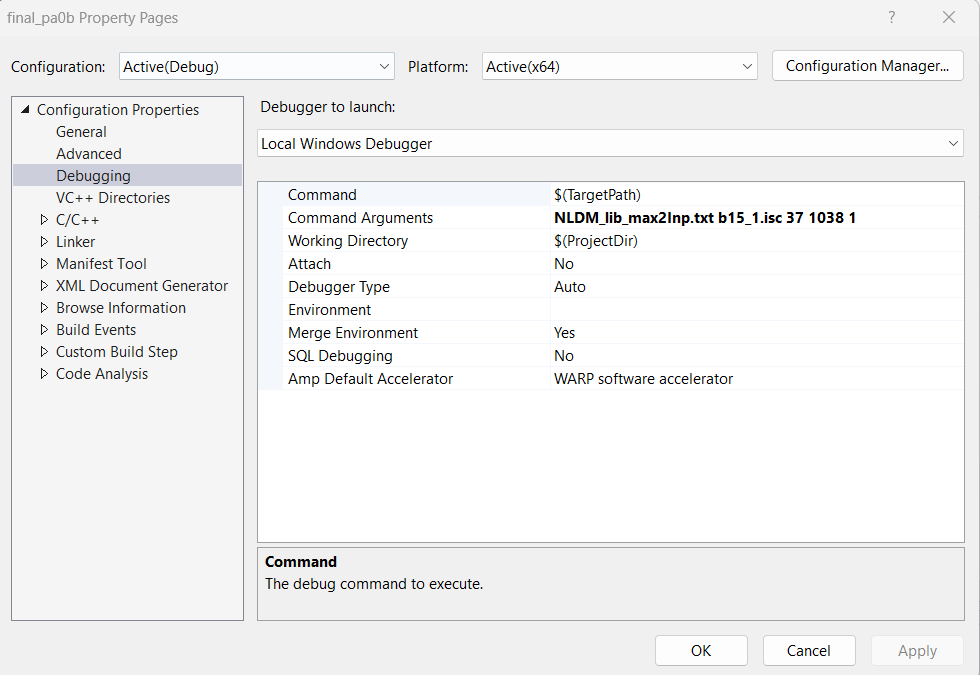 final_pa0b Property Pages ?
Configuration: Active(Debug) Platform: Active(x64) Configuration Manager...
Configuration Properties
General
Advanced
Debugging
VC++ Directories
C/C++
Linker
Manifest Tool
XML Document Generator
Browse Information
Build Events
Custom Build Step
Code Analysis
Debugger to launch:
Local Windows Debugger
Command $(TargetPath)
Command Arguments NLDM_lib_max2Inp.txt b15_1.isc 37 1038 1
Working Directory $(ProjectDir)
Attach No
Debugger Type Auto
Environment
Merge Environment Yes
SQL Debugging No
Amp Default Accelerator WARP software accelerator
Command
The debug command to execute.
OK Cancel Apply